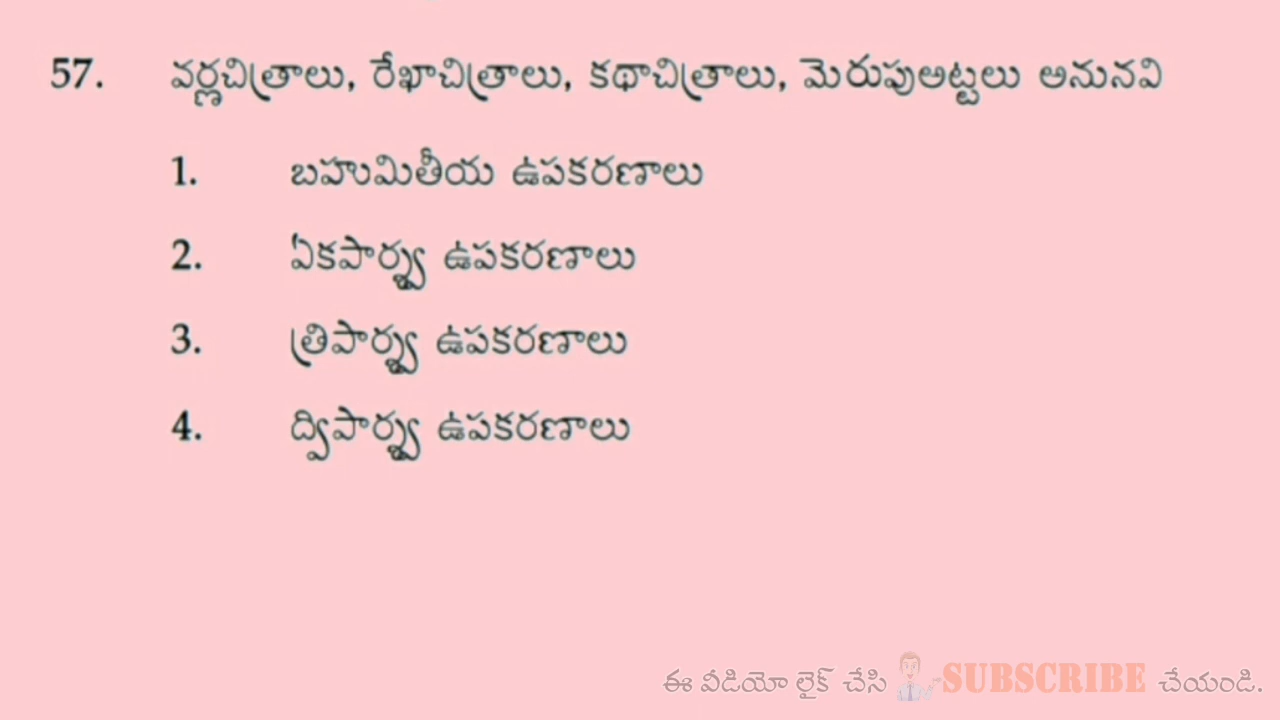 57. వర్ణచిత్రాలు, రేఖాచిత్రాలు, కథాచిత్రాలు, మెరుపుఅట్టలు అనునవి
1. బహుమితీయ ఉపకరణాలు
2. ఏకపార్శ్వ ఉపకరణాలు
3. త్రిపార్శ్వ ఉపకరణాలు
4. ద్విపార్శ్వ ఉపకరణాలు
ఈ వీడియో లైక్ చేసి SUBSCRIBE చేయండి.